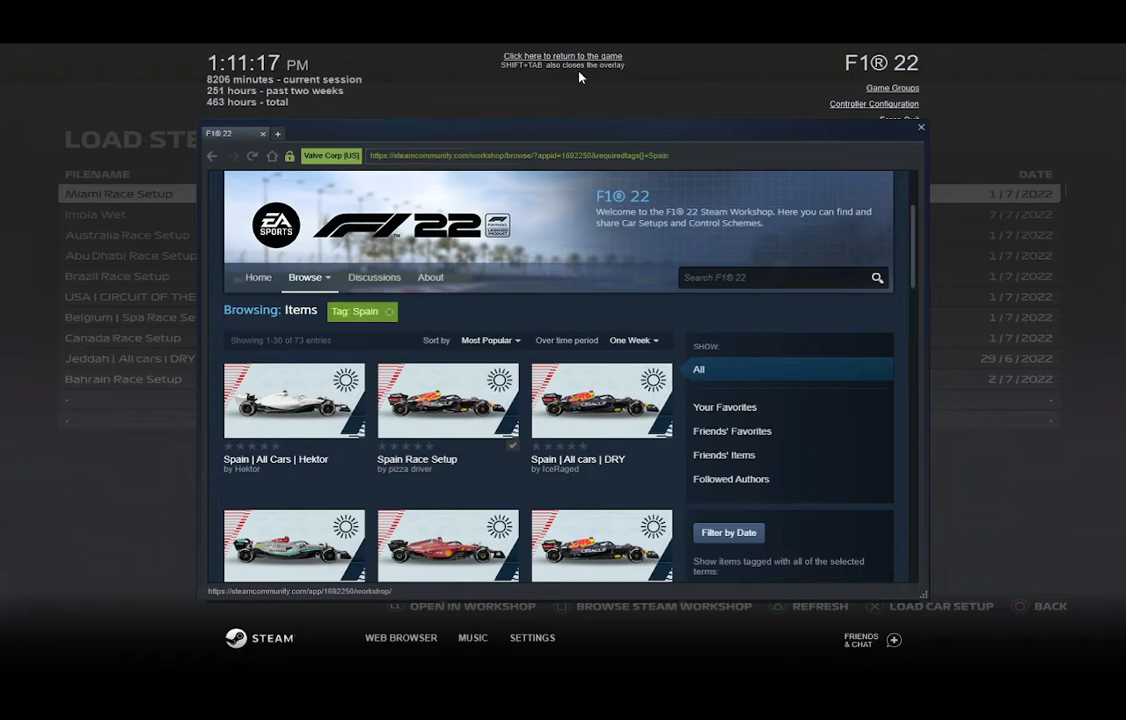 1:11:17 PM
8206 minutes - current session
251 hours - past two weeks
463 hours - total
Click here to return to the game
SHIFT+TAB also closes the overlay
F1® 22
Game Groups
Controller Configuration
LOAD STE
FILENAME
DATE
Miami Race Setup
1/7/2022
Imola Wet
7/7/2022
Australia Race Setup
1/7/2022
Abu Dhabi Race Setup
1/7/2022
Brazil Race Setup
1/7/2022
USA | CIRCUIT OF THE
1/7/2022
Belgium | Spa Race Se
1/7/2022
Canada Race Setup
1/7/2022
Jeddah | All cars | DRY
29/6/2022
Bahrain Race Setup
2/7/2022
F1® 22
Valve Corp [US]
https://steamcommunity.com/workshop/browse/?appid=1692250&requiredtags[]=Spain
EA SPORTS
F1 22
F1® 22
Welcome to the F1® 22 Steam Workshop. Here you can find and
share Car Setups and Control Schemes.
Home
Browse
Discussions
About
Search F1® 22
Browsing: Items
Tag: Spain
Showing 1-30 of 73 entries
Sort by
Most Popular
Over time period
One Week
SHOW:
All
Your Favorites
Friends' Favorites
Friends' Items
Followed Authors
Spain | All Cars | Hektor
by Hektor
Spain Race Setup
by pizza driver
Spain | All cars | DRY
by IceRaged
Filter by Date
Show items tagged with all of the selected
terms:
https://steamcommunity.com/app/1692250/workshop/
OPEN IN WORKSHOP
BROWSE STEAM WORKSHOP
REFRESH
LOAD CAR SETUP
BACK
STEAM
WEB BROWSER
MUSIC
SETTINGS
FRIENDS
& CHAT